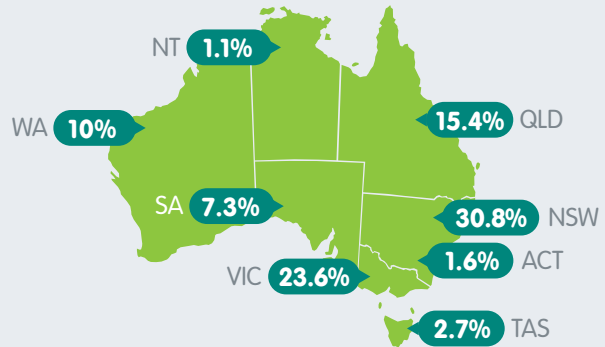 NT 1.1%
WA 10%
15.4% QLD
SA 7.3%
30.8% NSW
1.6% ACT
VIC 23.6%
2.7% TAS